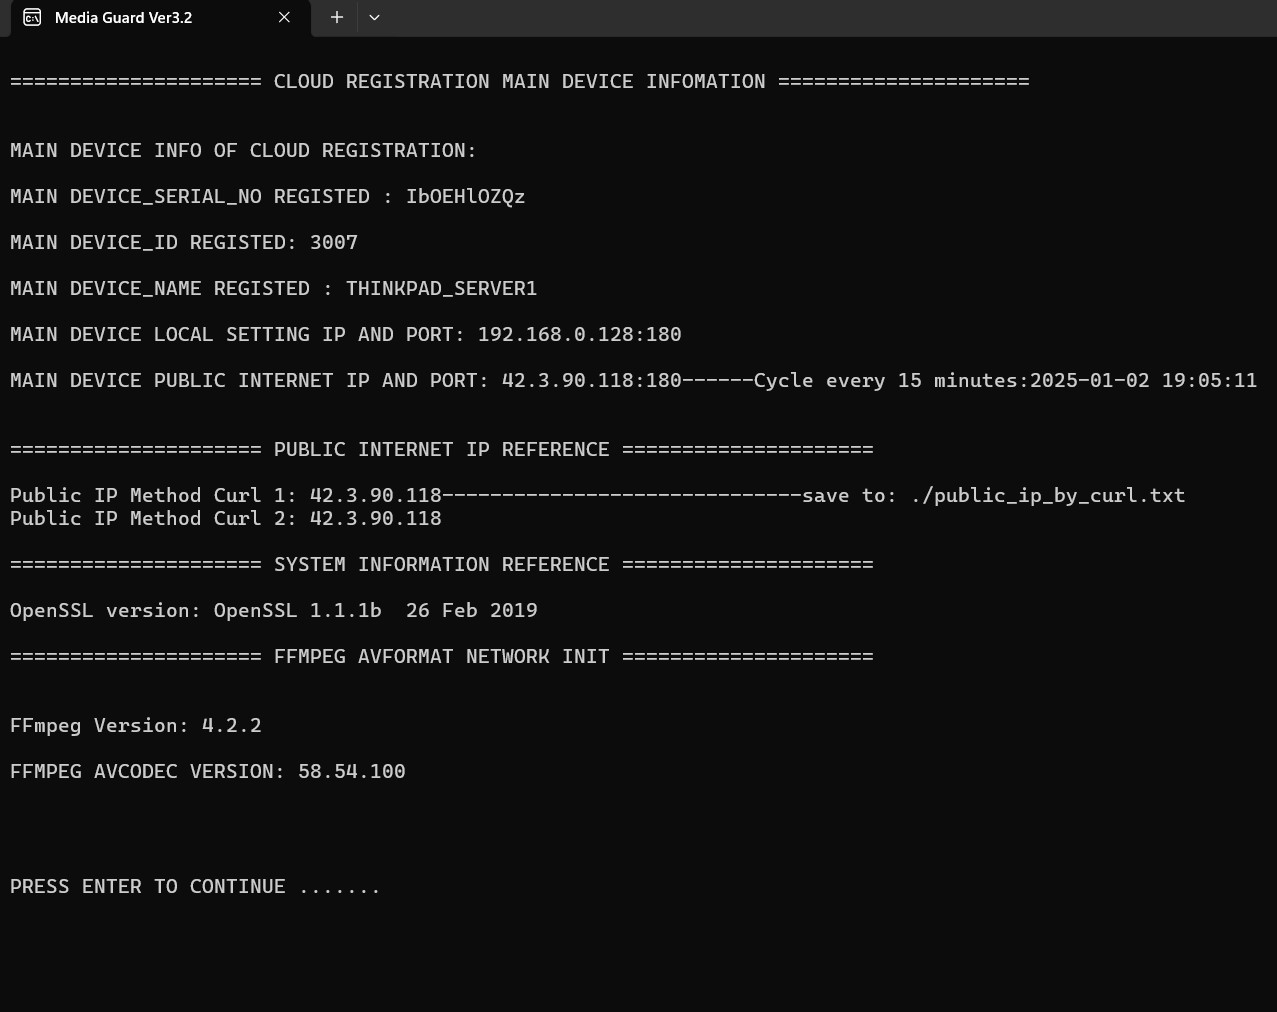 Media Guard Ver3.2
===================== CLOUD REGISTRATION MAIN DEVICE INFOMATION =====================
MAIN DEVICE INFO OF CLOUD REGISTRATION:
MAIN DEVICE_SERIAL_NO REGISTED : IbOEHlOZQz
MAIN DEVICE_ID REGISTED: 3007
MAIN DEVICE_NAME REGISTED : THINKPAD_SERVER1
MAIN DEVICE LOCAL SETTING IP AND PORT: 192.168.0.128:180
MAIN DEVICE PUBLIC INTERNET IP AND PORT: 42.3.90.118:180------Cycle every 15 minutes:2025-01-02 19:05:11
===================== PUBLIC INTERNET IP REFERENCE =====================
Public IP Method Curl 1: 42.3.90.118------------------------------save to: ./public_ip_by_curl.txt
Public IP Method Curl 2: 42.3.90.118
===================== SYSTEM INFORMATION REFERENCE =====================
OpenSSL version: OpenSSL 1.1.1b  26 Feb 2019
===================== FFMPEG AVFORMAT NETWORK INIT =====================
FFmpeg Version: 4.2.2
FFMPEG AVCODEC VERSION: 58.54.100
PRESS ENTER TO CONTINUE .......